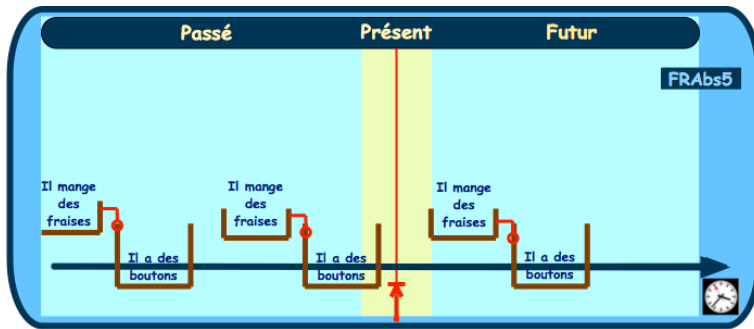 Passé Présent Futur
FRAbs5
Il mange
des
fraises
Il a des
boutons
Il mange
des
fraises
Il a des
boutons
Il mange
des
fraises
Il a des
boutons